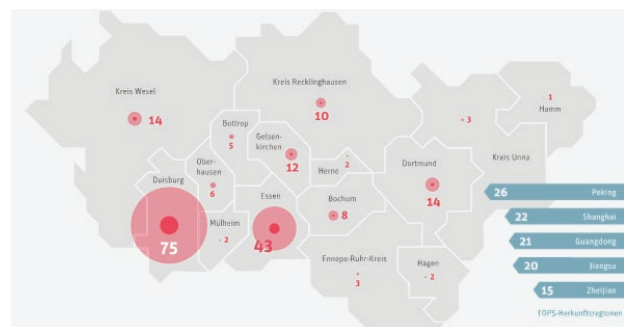 Kreis Wesel
14
Kreis Recklinghausen
10
1
Hamm
3
Bottrop
5
Gelsen-
kirchen
12
Herne
2
Dortmund
14
Kreis Unna
Ober-
hausen
6
Duisburg
75
Essen
43
Mülheim
2
Bochum
8
Ennepe-Ruhr-Kreis
3
Hagen
2
26 Peking
22 Shanghai
21 Guangdong
20 Jiangsu
15 Zheijian
TOP5-Herkunftsregionen